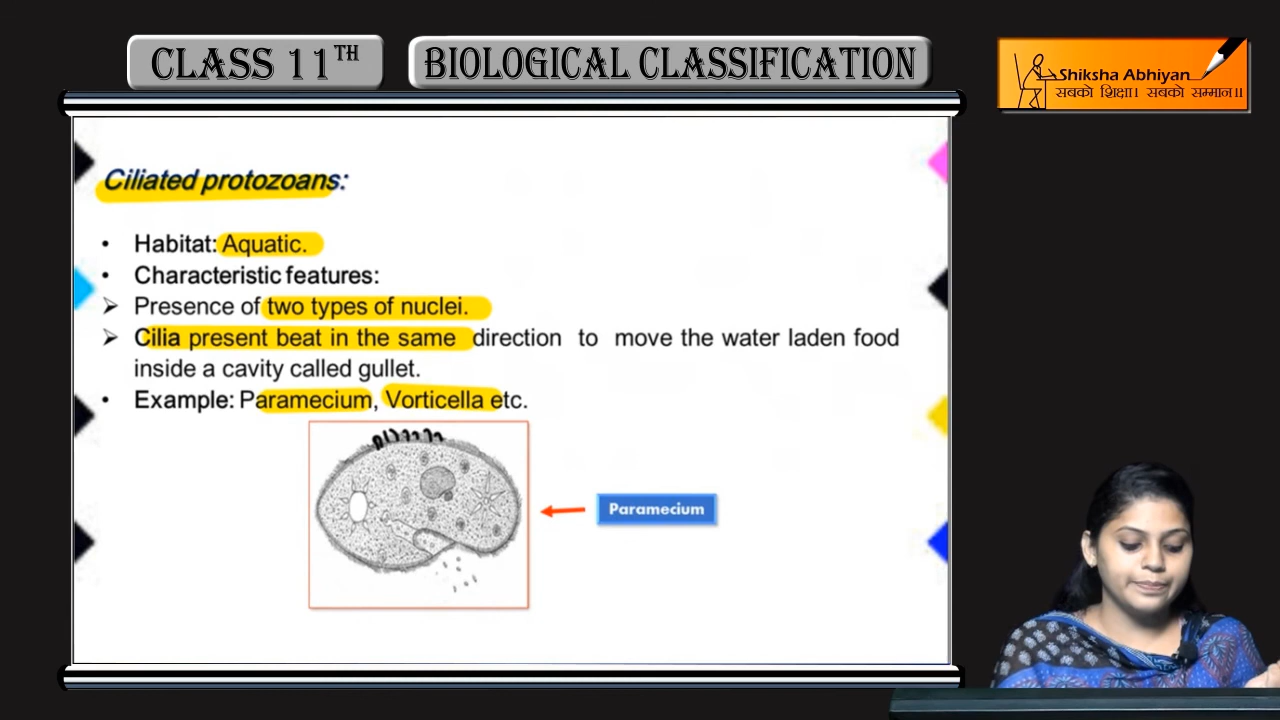 CLASS 11TH
BIOLOGICAL CLASSIFICATION
Shiksha Abhiyan
सबको शिक्षा। सबको सम्मान॥
Ciliated protozoans:
• Habitat: Aquatic.
• Characteristic features:
➢ Presence of two types of nuclei.
➢ Cilia present beat in the same direction to move the water laden food
inside a cavity called gullet.
• Example: Paramecium, Vorticella etc.
Paramecium